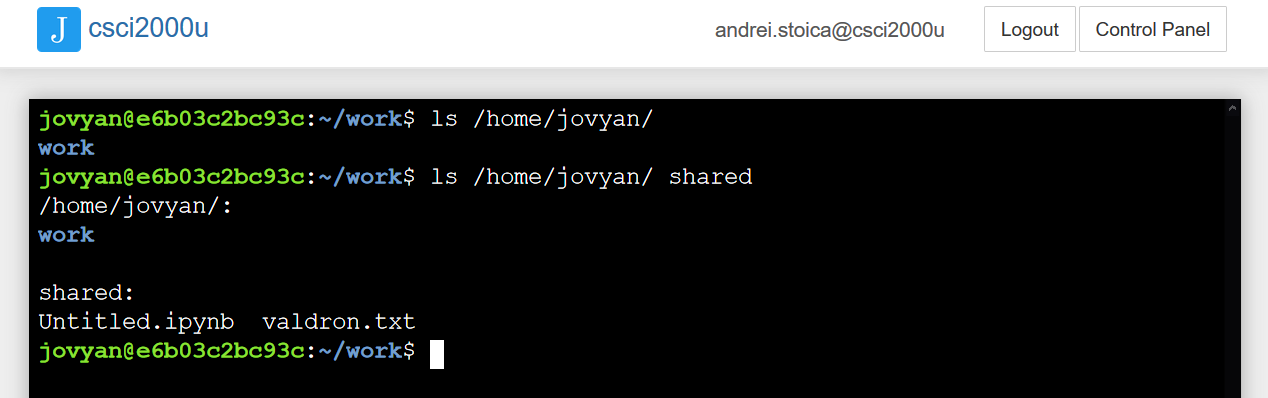 J csci2000u andrei.stoica@csci2000u Logout Control Panel
jovyan@e6b03c2bc93c:~/work$ ls /home/jovyan/
work
jovyan@e6b03c2bc93c:~/work$ ls /home/jovyan/ shared
/home/jovyan/:
work
shared:
Untitled.ipynb  valdron.txt
jovyan@e6b03c2bc93c:~/work$